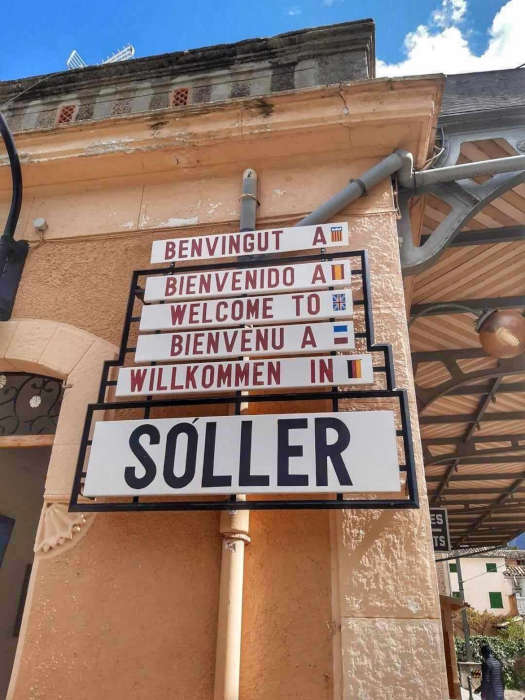 BENVINGUT A
BIENVENIDO A
WELCOME TO
BIENVENU A
WILLKOMMEN IN
SÓLLER